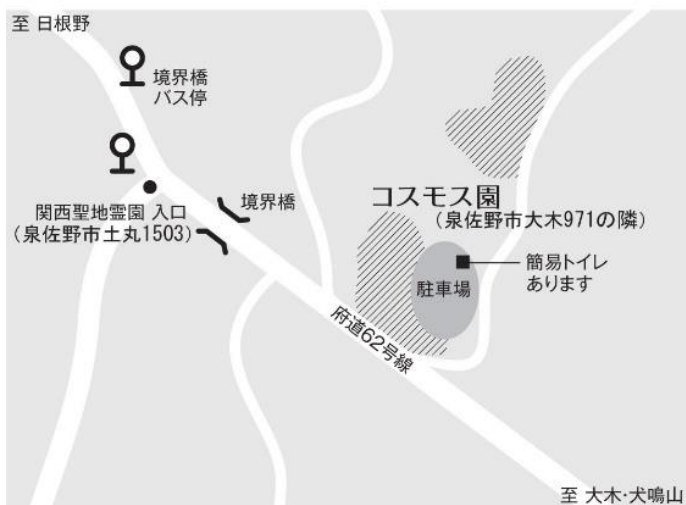 至 日根野
境界橋
バス停
関西聖地霊園 入口
(泉佐野市土丸1503)
境界橋
コスモス園
(泉佐野市大木971の隣)
簡易トイレ
あります
駐車場
府道62号線
至 大木・犬鳴山